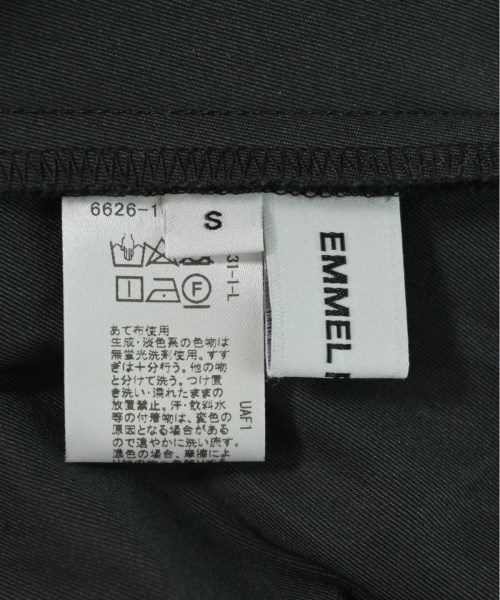 6626-1
S
31-1-L
F
あて布使用
生成・淡色系の色物は
無蛍光洗剤使用。すす
ぎは十分行う。他の物
と分けて洗う。つけ置
き洗い・濡れたままの
放置禁止。汗・飲料水
等の付着物は、変色の
原因となる場合がある
ので速やかに洗い流す。
濃色の場合、摩擦によ
UAF1
EMMEL